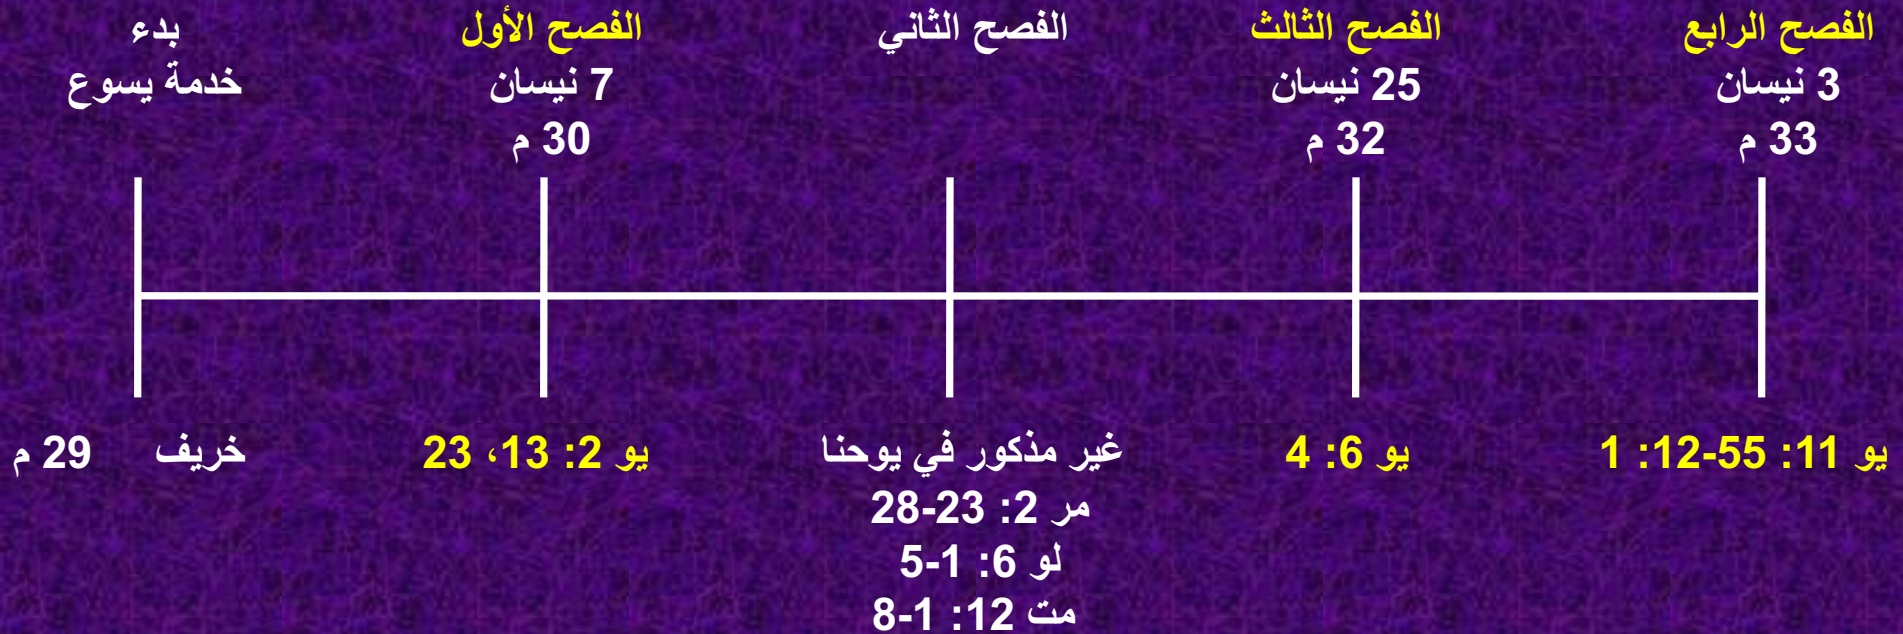 بدء
خدمة يسوع
الفصح الأول
7 نيسان
30 م
الفصح الثاني
الفصح الثالث
25 نيسان
32 م
الفصح الرابع
3 نيسان
33 م
خريف 29 م
يو 2: 13، 23
غير مذكور في يوحنا
مر 2: 23-28
لو 6: 1-5
مت 12: 1-8
يو 6: 4
يو 11: 55-12: 1